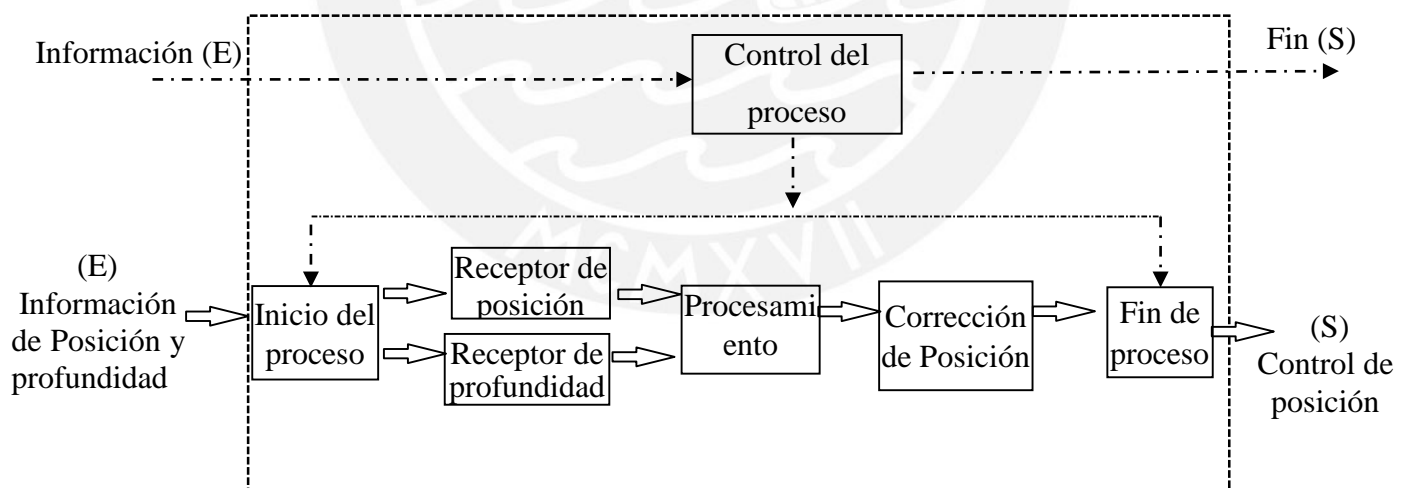 Información (E)
Control del
proceso
Fin (S)
MCMXVII
(E)
Información
de Posición y
profundidad
Inicio del
proceso
Receptor de
posición
Receptor de
profundidad
Procesami
ento
Corrección
de Posición
Fin de
proceso
(S)
Control de
posición